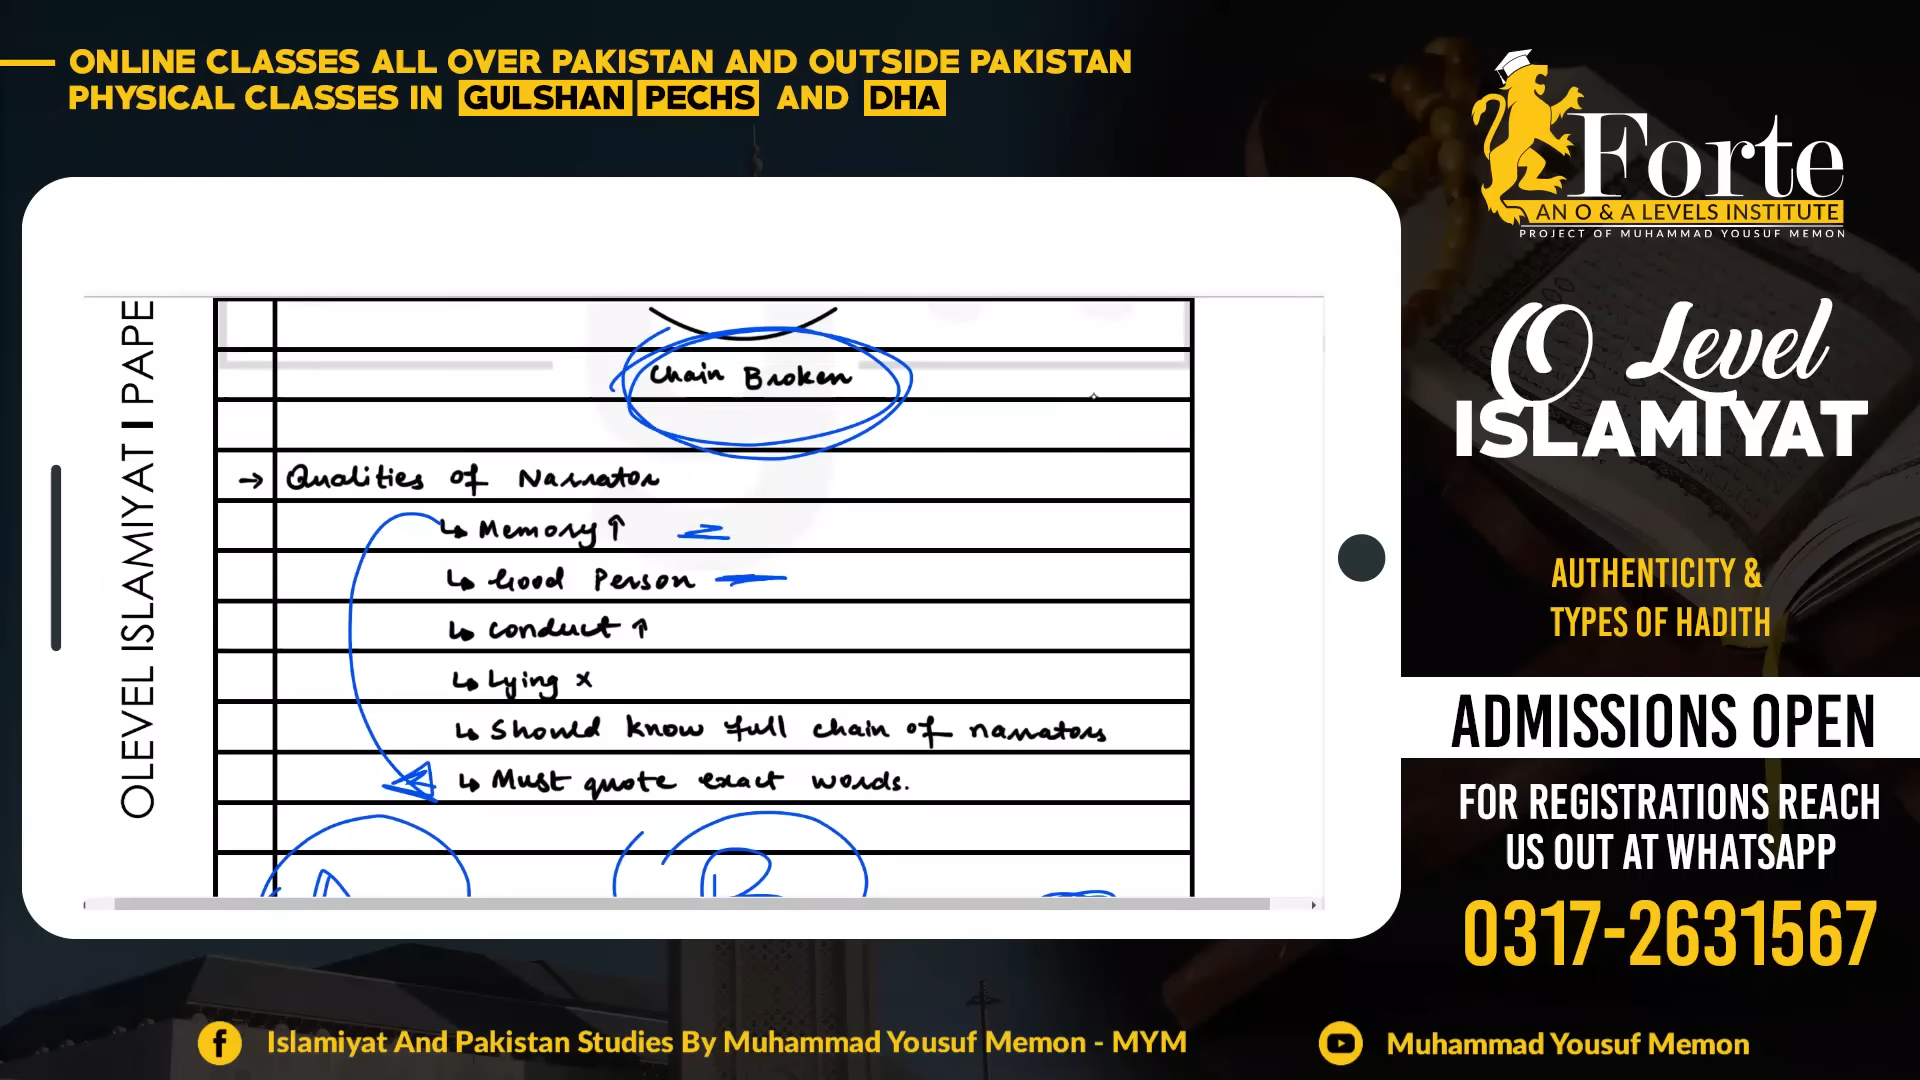 ONLINE CLASSES ALL OVER PAKISTAN AND OUTSIDE PAKISTAN
PHYSICAL CLASSES IN GULSHAN PECHS AND DHA
Forte
AN O & A LEVELS INSTITUTE
PROJECT OF MUHAMMAD YOUSUF MEMON
OLEVEL ISLAMIYAT I PAPE
Chain Broken
→ Qualities of Narrator
↳ Memory ↑
↳ Good Person
↳ Conduct ↑
↳ Lying x
↳ Should know full chain of narrators
↳ Must quote exact words.
A B
O Level
ISLAMIYAT
AUTHENTICITY &
TYPES OF HADITH
ADMISSIONS OPEN
FOR REGISTRATIONS REACH
US OUT AT WHATSAPP
0317-2631567
Islamiyat And Pakistan Studies By Muhammad Yousuf Memon - MYM
Muhammad Yousuf Memon